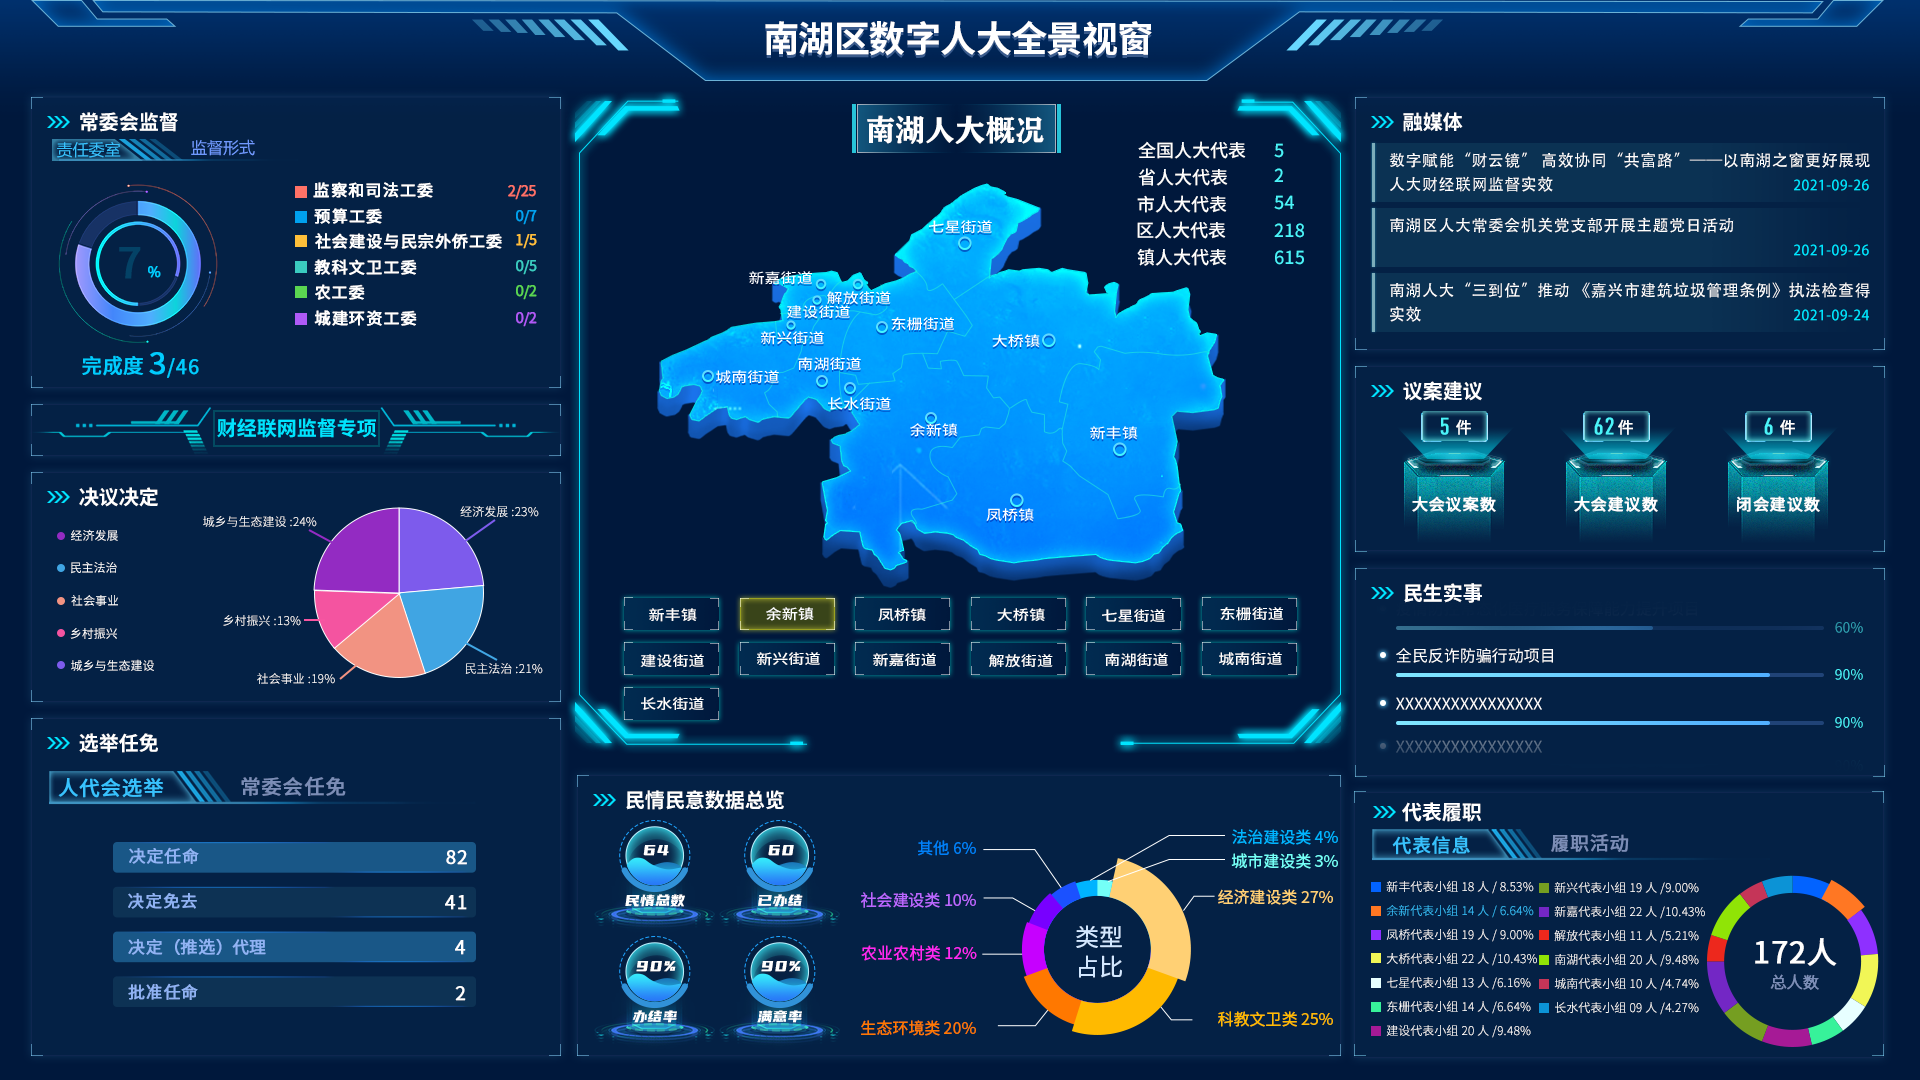 南湖区数字人大全景视窗
常委会监督
责任委室 监督形式
7 %
完成度 3/46
监察和司法工委 2/25
预算工委 0/7
社会建设与民宗外侨工委 1/5
教科文卫工委 0/5
农工委 0/2
城建环资工委 0/2
财经联网监督专项
决议决定
经济发展
民主法治
社会事业
乡村振兴
城乡与生态建设
城乡与生态建设 :24%
经济发展 :23%
乡村振兴 :13%
社会事业 :19%
民主法治 :21%
选举任免
人代会选举 常委会任免
决定任命 82
决定免去 41
决定（推选）代理 4
批准任命 2
南湖人大概况
全国人大代表 5
省人大代表 2
市人大代表 54
区人大代表 218
镇人大代表 615
七星街道
新嘉街道
解放街道
建设街道
东栅街道
新兴街道
大桥镇
南湖街道
城南街道
长水街道
余新镇
新丰镇
凤桥镇
新丰镇 余新镇 凤桥镇 大桥镇 七星街道 东栅街道
建设街道 新兴街道 新嘉街道 解放街道 南湖街道 城南街道
长水街道
民情民意数据总览
64 民情总数
60 已办结
90% 办结率
90% 满意率
类型
占比
其他 6%
社会建设类 10%
农业农村类 12%
生态环境类 20%
法治建设类 4%
城市建设类 3%
经济建设类 27%
科教文卫类 25%
融媒体
数字赋能“财云镜” 高效协同“共富路”——以南湖之窗更好展现
人大财经联网监督实效
2021-09-26
南湖区人大常委会机关党支部开展主题党日活动
2021-09-26
南湖人大“三到位”推动 《嘉兴市建筑垃圾管理条例》执法检查得
实效
2021-09-24
议案建议
5 件 62 件 6 件
大会议案数 大会建议数 闭会建议数
民生实事
60%
全民反诈防骗行动项目
90%
XXXXXXXXXXXXXXXX
90%
XXXXXXXXXXXXXXXX
代表履职
代表信息 履职活动
新丰代表小组 18 人 / 8.53%
余新代表小组 14 人 / 6.64%
凤桥代表小组 19 人 / 9.00%
大桥代表小组 22 人 /10.43%
七星代表小组 13 人 /6.16%
东栅代表小组 14 人 /6.64%
建设代表小组 20 人 /9.48%
新兴代表小组 19 人 /9.00%
新嘉代表小组 22 人 /10.43%
解放代表小组 11 人 /5.21%
南湖代表小组 20 人 /9.48%
城南代表小组 10 人 /4.74%
长水代表小组 09 人 /4.27%
172人
总人数